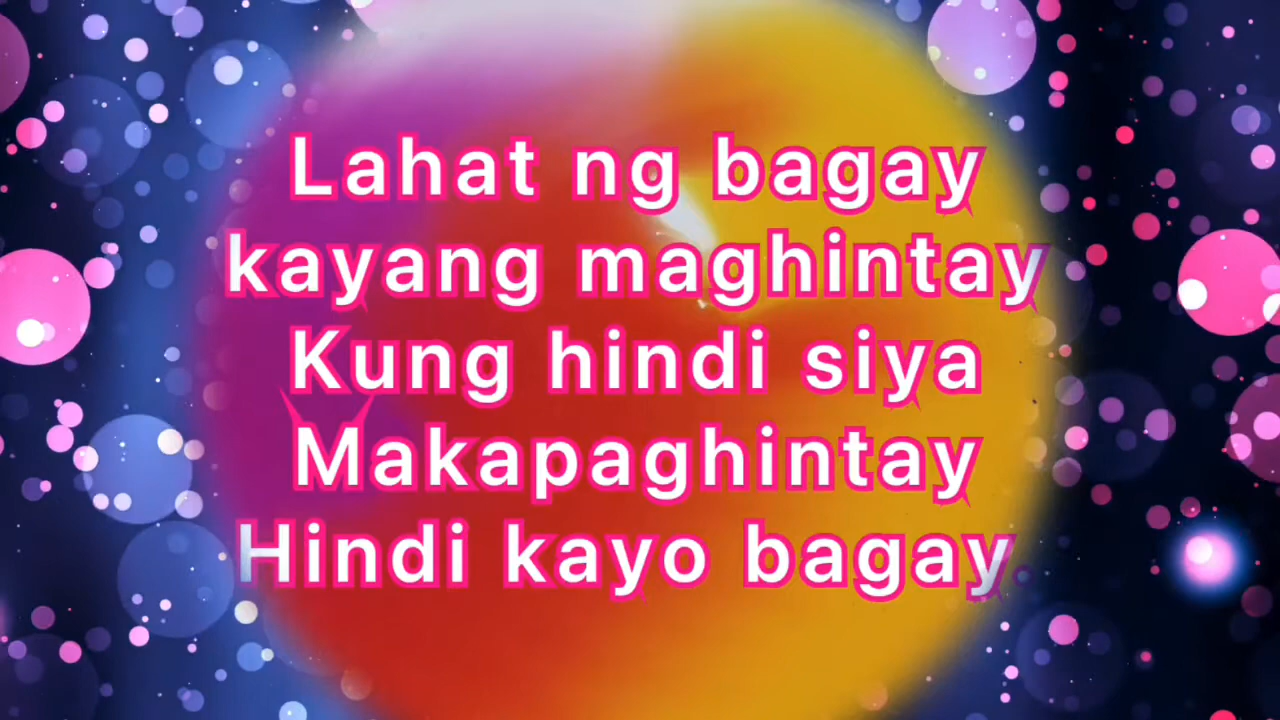 Lahat ng bagay
kayang maghintay
Kung hindi siya
Makapaghintay
Hindi kayo bagay